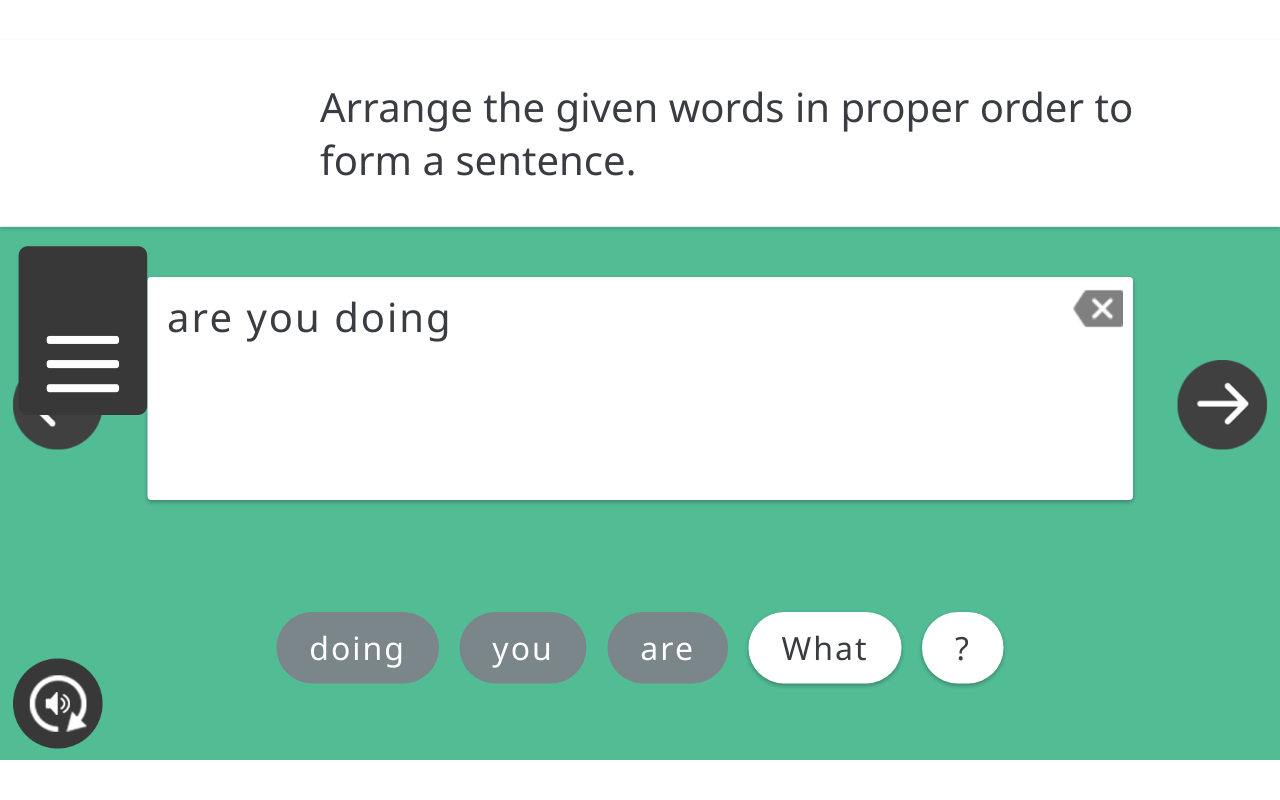 Arrange the given words in proper order to
form a sentence.
are you doing
doing you are What ?